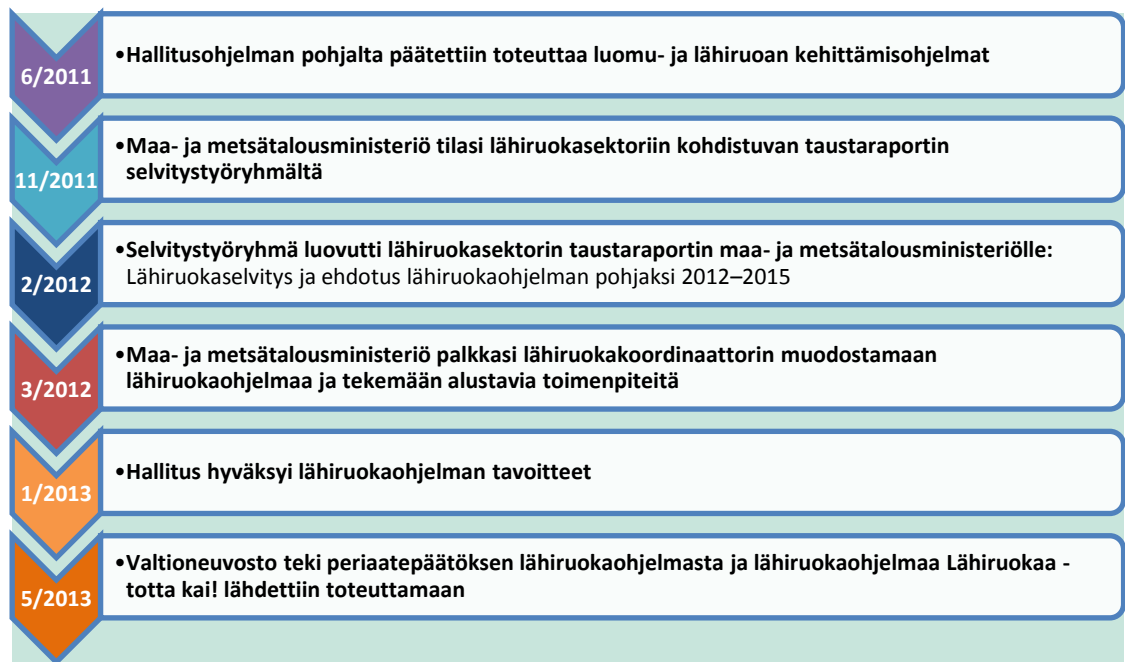 6/2011
•Hallitusohjelman pohjalta päätettiin toteuttaa luomu- ja lähiruoan kehittämisohjelmat
11/2011
•Maa- ja metsätalousministeriö tilasi lähiruokasektoriin kohdistuvan taustaraportin
selvitystyöryhmältä
2/2012
•Selvitystyöryhmä luovutti lähiruokasektorin taustaraportin maa- ja metsätalousministeriölle:
Lähiruokaselvitys ja ehdotus lähiruokaohjelman pohjaksi 2012–2015
3/2012
•Maa- ja metsätalousministeriö palkkasi lähiruokakoordinaattorin muodostamaan
lähiruokaohjelmaa ja tekemään alustavia toimenpiteitä
1/2013
•Hallitus hyväksyi lähiruokaohjelman tavoitteet
5/2013
•Valtioneuvosto teki periaatepäätöksen lähiruokaohjelmasta ja lähiruokaohjelmaa Lähiruokaa -
totta kai! lähdettiin toteuttamaan